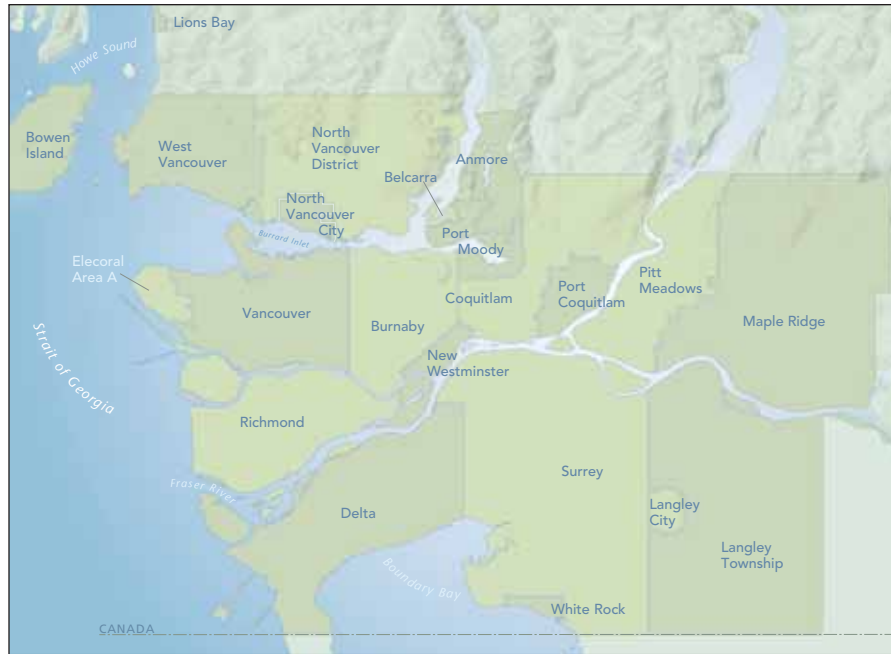 Lions Bay
Howe Sound
Bowen
Island
West
Vancouver
North
Vancouver
District
Anmore
Belcarra
North
Vancouver
City
Burrard Inlet
Port
Moody
Elecoral
Area A
Vancouver
Burnaby
Coquitlam
Port
Coquitlam
Pitt
Meadows
Maple Ridge
New
Westminster
Strait of Georgia
Richmond
Fraser River
Delta
Surrey
Langley
City
Langley
Township
Boundary Bay
White Rock
CANADA